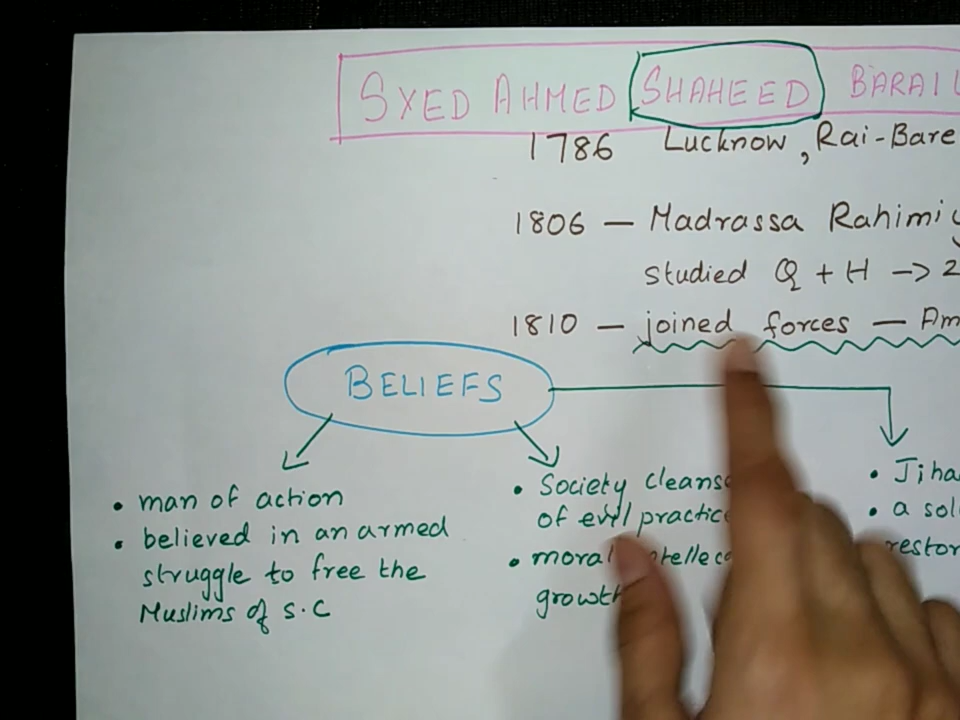 SYED AHMED SHAHEED BARAIL
1786 Lucknow, Rai-Bare
1806 — Madrassa Rahimi
studied Q + H -> 2
1810 — joined forces — Am
BELIEFS
• man of action
• believed in an armed
struggle to free the
Muslims of S.C
• Society cleans
of evil practice
• moral
growth
• Jiha
• a sol
restor